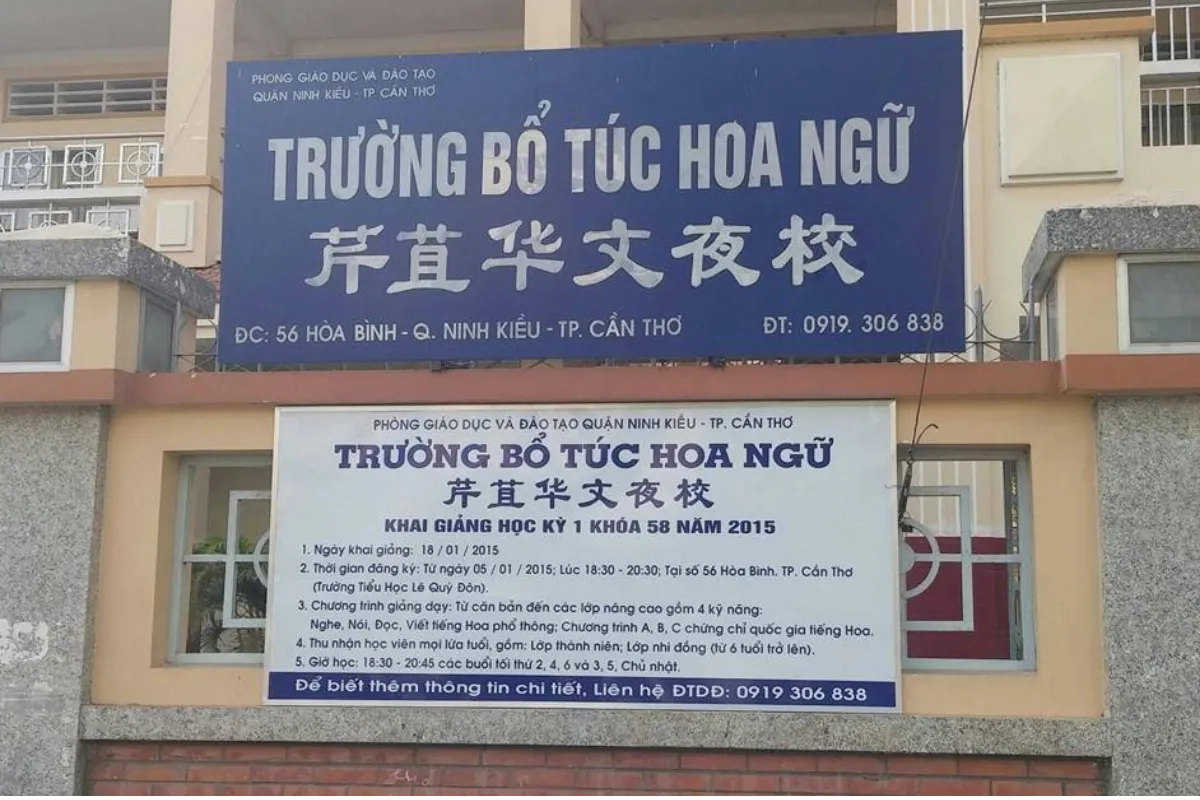 PHÒNG GIÁO DỤC VÀ ĐÀO TẠO
QUẬN NINH KIỀU - TP CẦN THƠ
TRƯỜNG BỔ TÚC HOA NGỮ
芹苴华文夜校
ĐC: 56 HÒA BÌNH - Q. NINH KIỀU - TP. CẦN THƠ ĐT: 0919. 306 838
PHÒNG GIÁO DỤC VÀ ĐÀO TẠO QUẬN NINH KIỀU - TP. CẦN THƠ
TRƯỜNG BỔ TÚC HOA NGỮ
芹苴华文夜校
KHAI GIẢNG HỌC KỲ 1 KHÓA 58 NĂM 2015
1. Ngày khai giảng: 18 / 01 / 2015
2. Thời gian đăng ký: Từ ngày 05 / 01 / 2015; Lúc 18:30 - 20:30; Tại số 56 Hòa Bình. TP. Cần Thơ
(Trường Tiểu Học Lê Quý Đôn).
3. Chương trình giảng dạy: Từ căn bản đến các lớp nâng cao gồm 4 kỹ năng:
Nghe, Nói, Đọc, Viết tiếng Hoa phổ thông; Chương trình A, B, C chứng chỉ quốc gia tiếng Hoa.
4. Thu nhận học viên mọi lứa tuổi, gồm: Lớp thành niên; Lớp nhi đồng (từ 6 tuổi trở lên).
5. Giờ học: 18:30 - 20:45 các buổi tối thứ 2, 4, 6 và 3, 5, Chủ nhật.
Để biết thêm thông tin chi tiết, Liên hệ ĐTDĐ: 0919 306 838